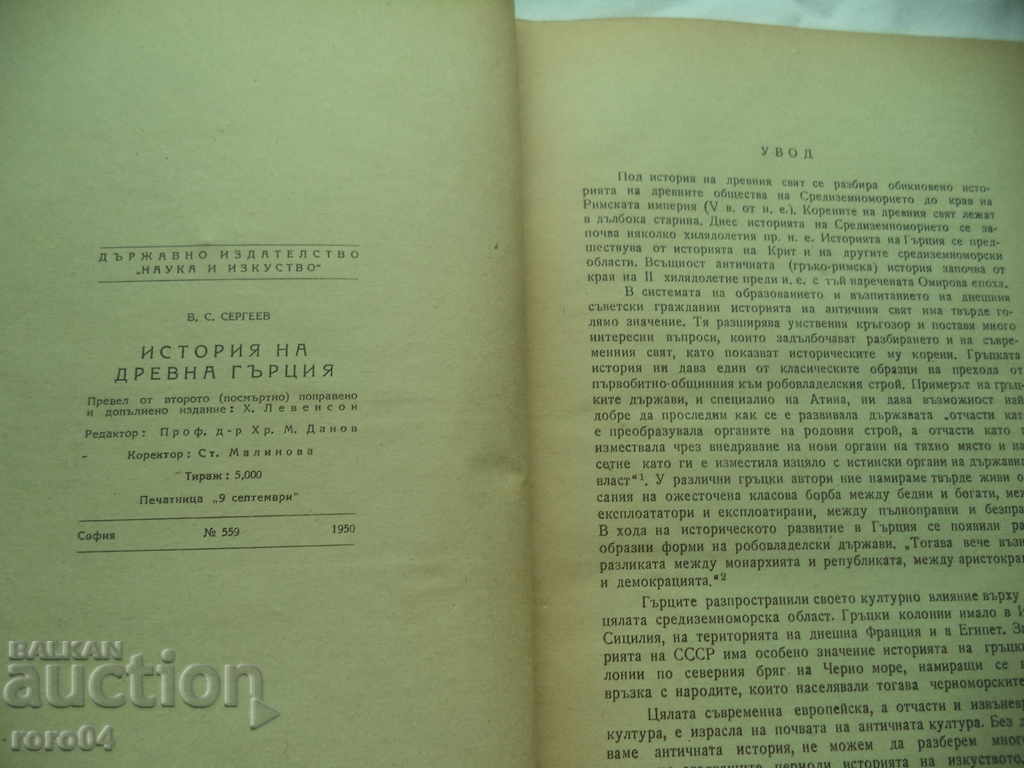 ДЪРЖАВНО ИЗДАТЕЛСТВО
„НАУКА И ИЗКУСТВО"
В. С. СЕРГЕЕВ
ИСТОРИЯ НА
ДРЕВНА ГЪРЦИЯ
Превел от второто (посмъртно) поправено
и допълнено издание: Х. Левенсон
Редактор: Проф. д-р Хр. М. Данов
Коректор: Ст. Малинова
Тираж: 5,000
Печатница „9 септември"
София № 559 1950
УВОД
Под история на древния свят се разбира обикновено исто-
рията на древните общества на Средиземноморието до края на
Римската империя (V в. от н. е.). Корените на древния свят лежат
в дълбока старина. Днес историята на Средиземноморието се за-
почва няколко хилядолетия пр. н. е. Историята на Гърция се пред-
шествува от историята на Крит и на другите средиземноморски
области. Всъщност античната (гръко-римска) история започва от
края на II хилядолетие преди н. е. с тъй наречената Омирова епоха.
В системата на образованието и възпитанието на днешния
съветски гражданин историята на античния свят има твърде го-
лямо значение. Тя разширява умствения кръгозор и поставя много
интересни въпроси, които задълбочават разбирането и на съвре-
менния свят, като показват историческите му корени. Гръцката
история ни дава един от класическите образци на прехода от
първобитно-общинния към робовладелския строй. Примерът на гръц-
ките държави, и специално на Атина, ни дава възможност най
добре да проследим как се е развивала държавата „отчасти кат
е преобразувала органите на родовия строй, а отчасти като г
измествала чрез внедряване на нови органи на тяхно място и на
сетне като ги е изместила изцяло с истински органи на държавна
власт"¹. У различни гръцки автори ние намираме твърде живи о
сания на ожесточена класова борба между бедни и богати, меж
експлоататори и експлоатирани, между пълноправни и безправ
В хода на историческото развитие в Гърция се появили ра
образни форми на робовладелски държави. „Тогава вече възн
разликата между монархията и републиката, между аристокра
и демокрацията."²
Гърците разпространили своето културно влияние върху
цялата средиземноморска област. Гръцки колонии имало в И
Сицилия, на територията на днешна Франция и в Египет. За
рията на СССР има особено значение историята на гръцки
лонии по северния бряг на Черно море, намиращи се в
връзка с народите, които населявали тогава черноморските
Цялата съвременна европейска, а отчасти и извъневр
култура, е израсла на почвата на античната култура. Без д
ваме античната история, не можем да разберем мног
периоди историята на изкуството,
BALKAN
auction
roro04